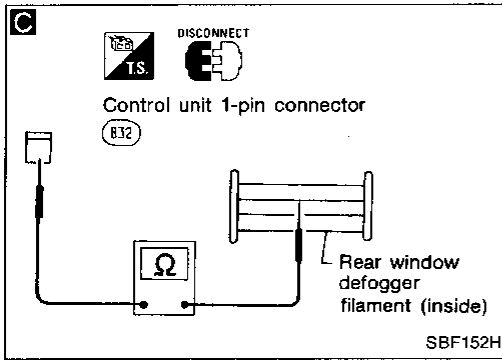 C
DISCONNECT
T.S.
Control unit 1-pin connector
B32
Ω
Rear window
defogger
filament (inside)
SBF152H